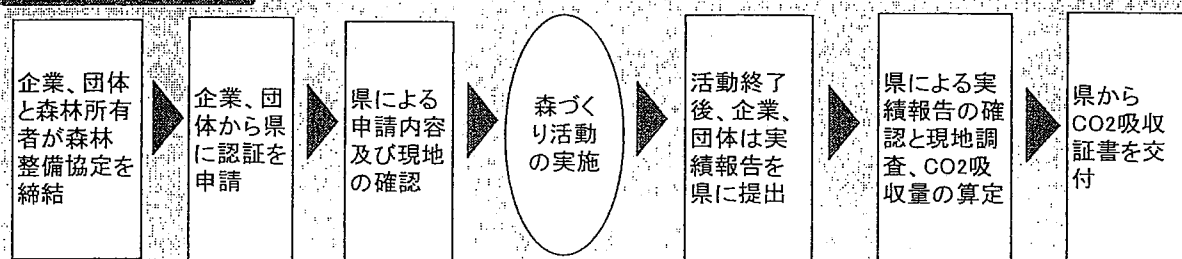 企業、団体
と森林所有
者が森林
整備協定を
締結
企業、団
体から県
に認証を
申請
県による
申請内容
及び現地
の確認
森づく
り活動
の実施
活動終了
後、企業、
団体は実
績報告を
県に提出
県による実
績報告の確
認と現地調
査、CO2吸
収量の算定
県から
CO2吸収
証書を交
付